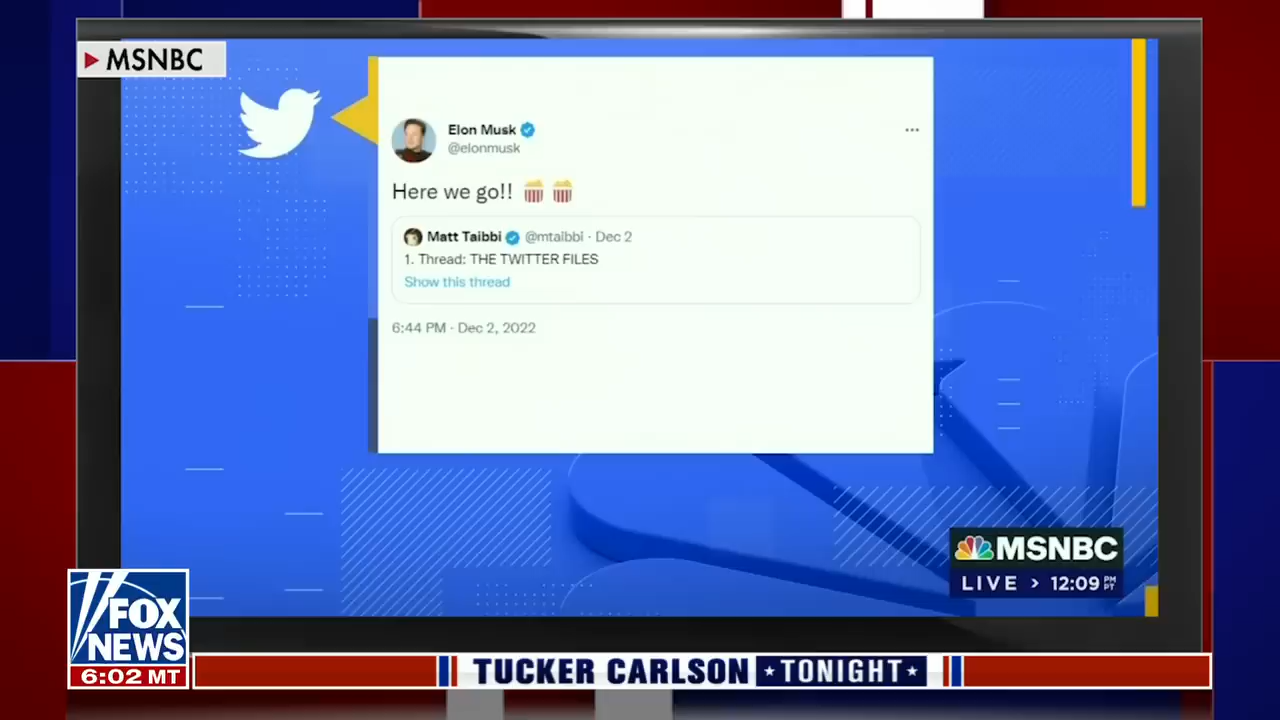 MSNBC
Elon Musk
@elonmusk
Here we go!! 🍿 🍿
Matt Taibbi @mtaibbi · Dec 2
1. Thread: THE TWITTER FILES
Show this thread
6:44 PM · Dec 2, 2022
MSNBC
LIVE > 12:09 PM PT
FOX
NEWS
6:02 MT
TUCKER CARLSON TONIGHT